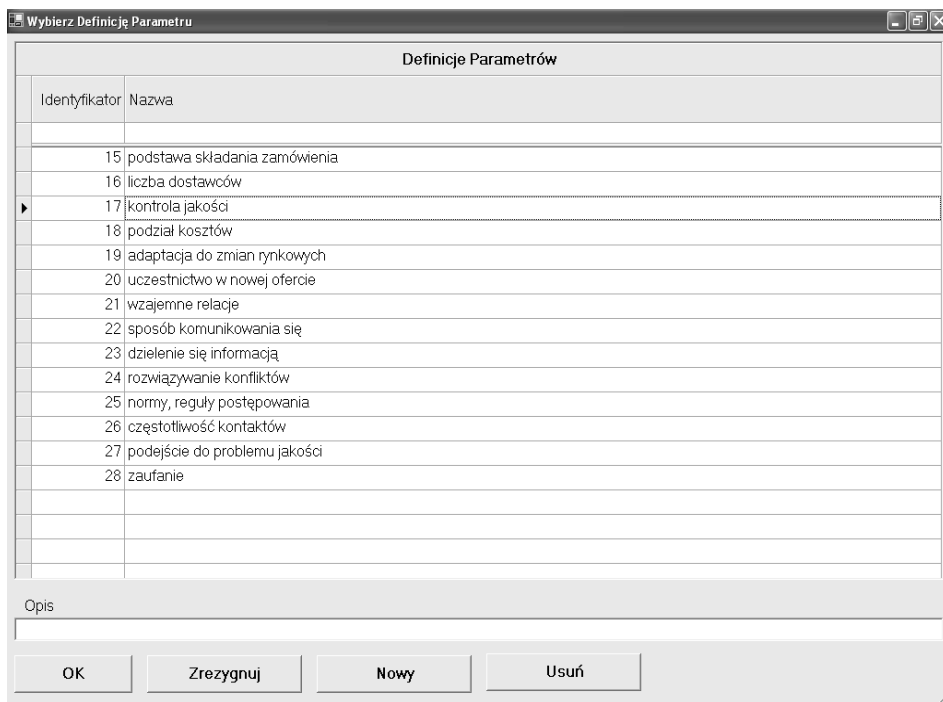 Wybierz Definicję Parametru
Definicje Parametrów
Identyfikator Nazwa
15 podstawa składania zamówienia
16 liczba dostawców
17 kontrola jakości
18 podział kosztów
19 adaptacja do zmian rynkowych
20 uczestnictwo w nowej ofercie
21 wzajemne relacje
22 sposób komunikowania się
23 dzielenie się informacją
24 rozwiązywanie konfliktów
25 normy, reguły postępowania
26 częstotliwość kontaktów
27 podejście do problemu jakości
28 zaufanie
Opis
OK Zrezygnuj Nowy Usuń